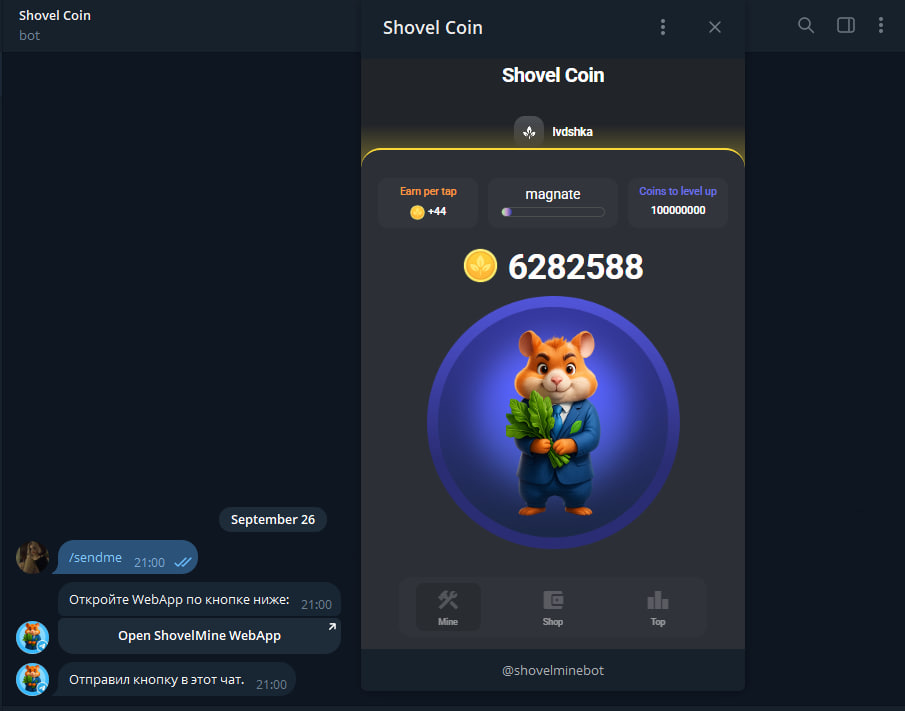 Shovel Coin
bot
Shovel Coin
Shovel Coin
lvdshka
Earn per tap
+44
magnate
Coins to level up
100000000
6282588
Mine
Shop
Top
@shovelminebot
September 26
/sendme 21:00
Откройте WebApp по кнопке ниже: 21:00
Open ShovelMine WebApp
Отправил кнопку в этот чат. 21:00